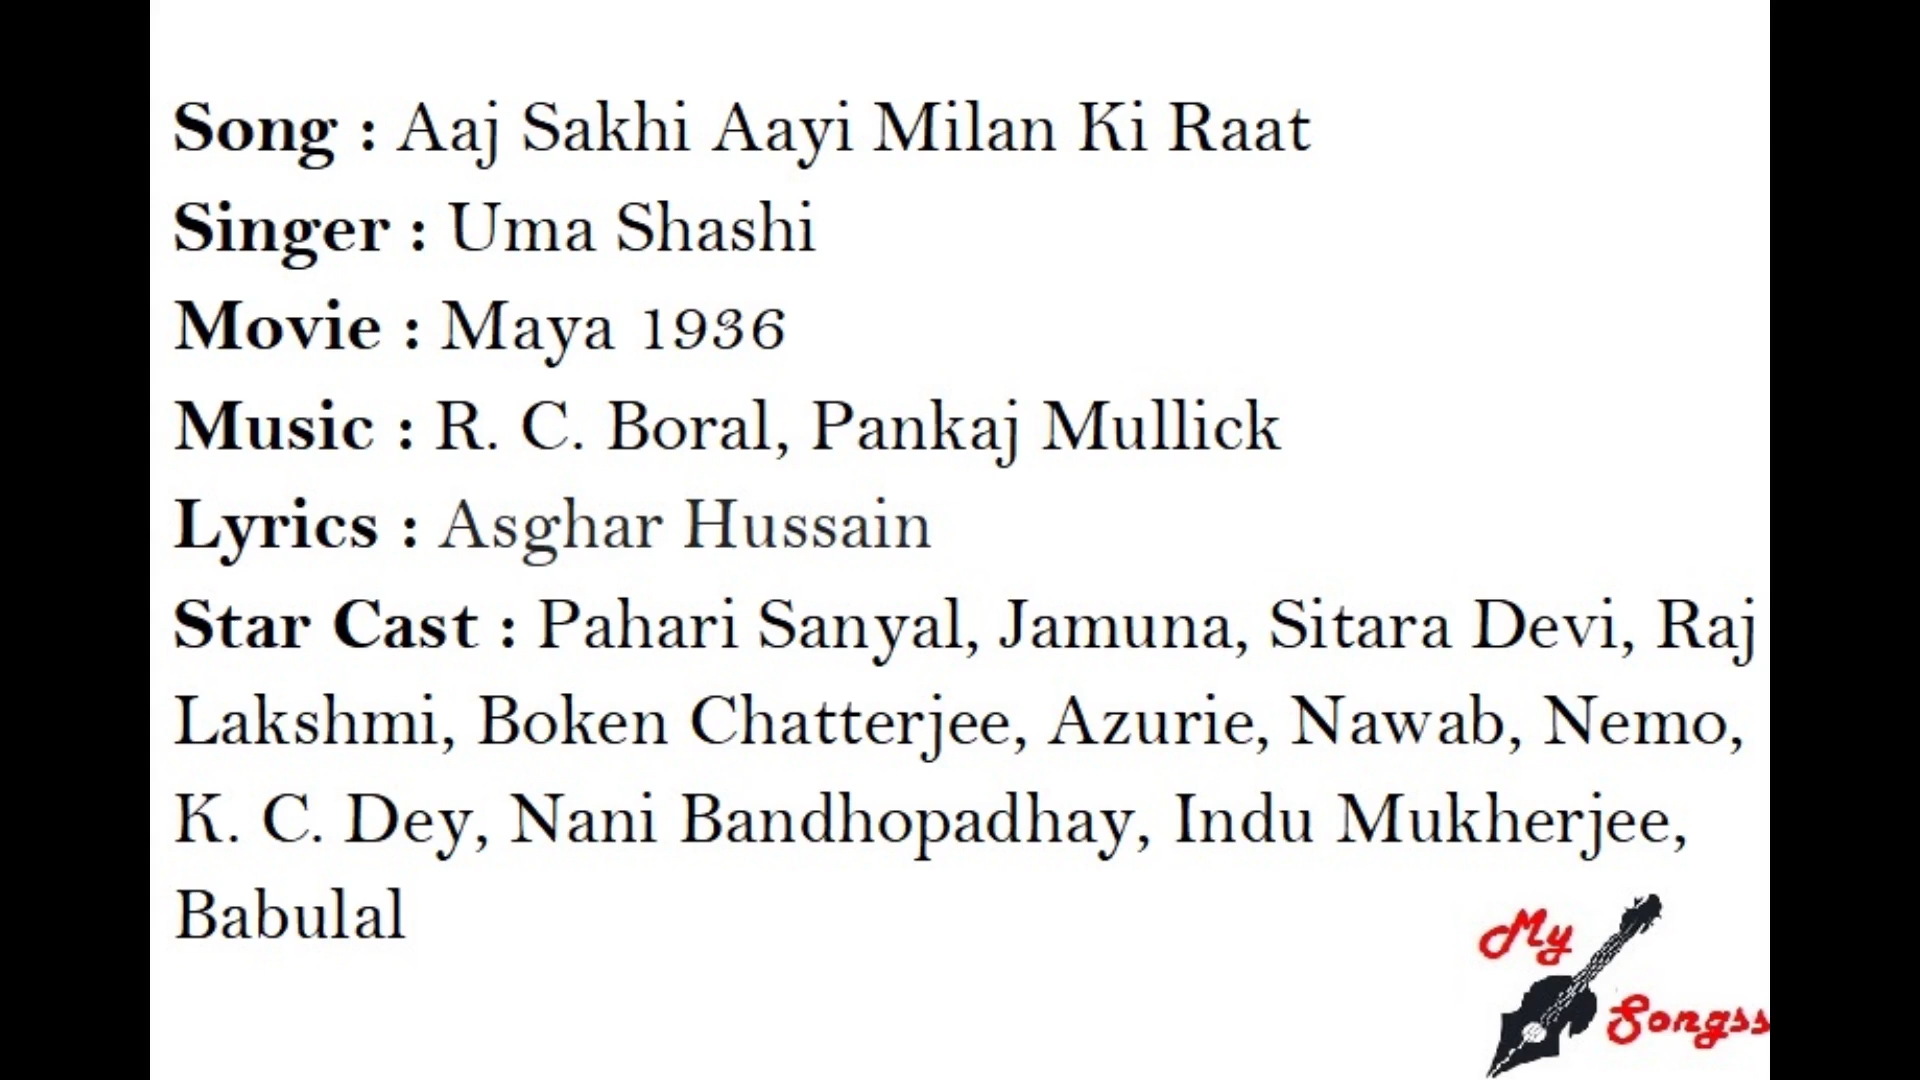 Song : Aaj Sakhi Aayi Milan Ki Raat
Singer : Uma Shashi
Movie : Maya 1936
Music : R. C. Boral, Pankaj Mullick
Lyrics : Asghar Hussain
Star Cast : Pahari Sanyal, Jamuna, Sitara Devi, Raj
Lakshmi, Boken Chatterjee, Azurie, Nawab, Nemo,
K. C. Dey, Nani Bandhopadhay, Indu Mukherjee,
Babulal
My
Songss